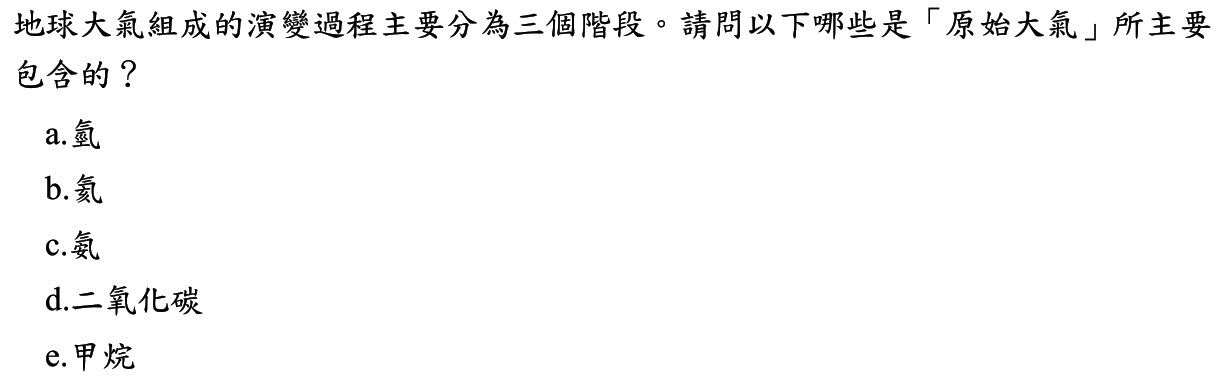 地球大氣組成的演變過程主要分為三個階段。請問以下哪些是「原始大氣」所主要
包含的？
a.氫
b.氦
c.氨
d.二氧化碳
e.甲烷